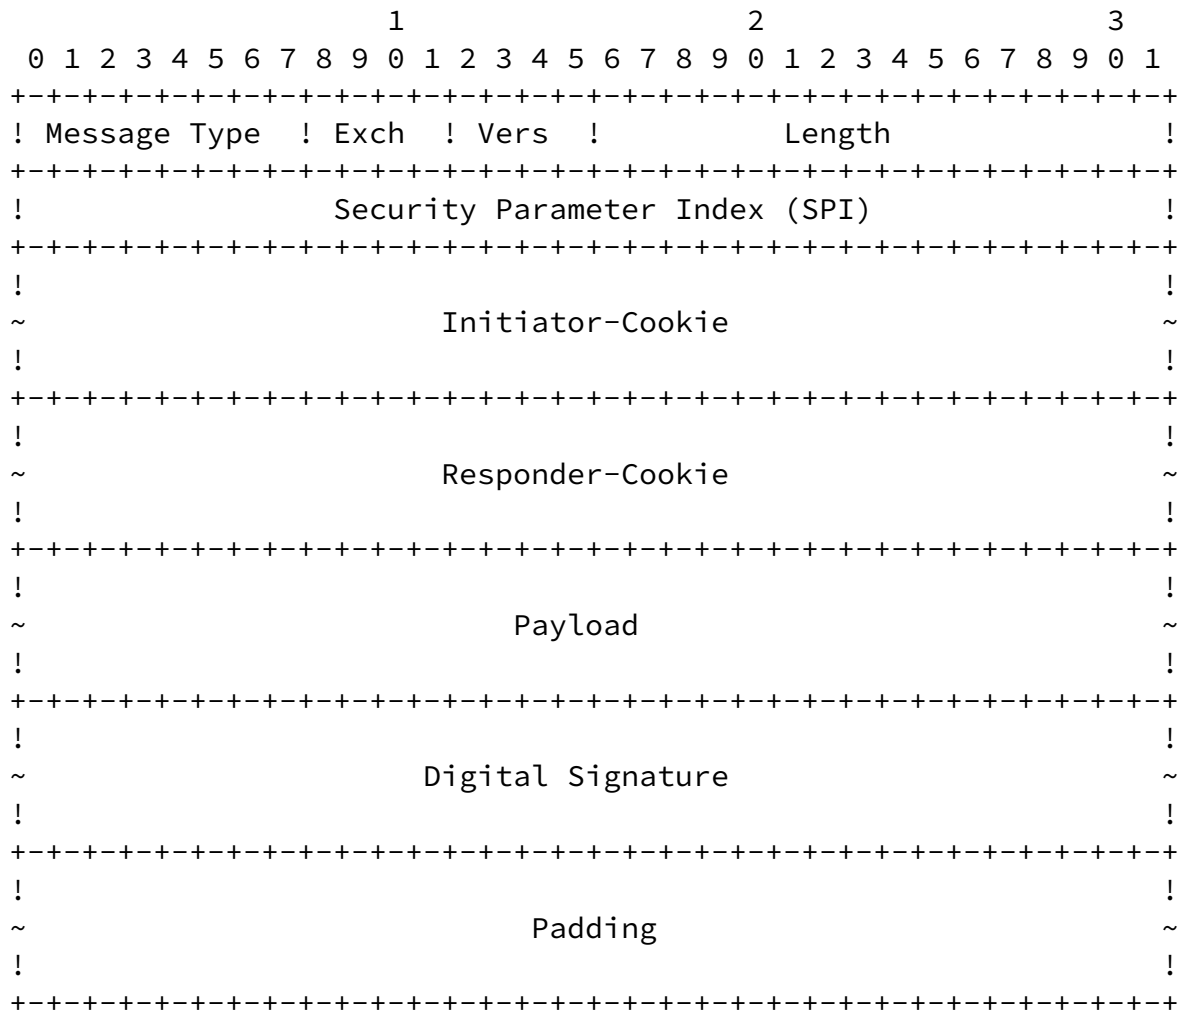 1                   2                   3
 0 1 2 3 4 5 6 7 8 9 0 1 2 3 4 5 6 7 8 9 0 1 2 3 4 5 6 7 8 9 0 1
+-+-+-+-+-+-+-+-+-+-+-+-+-+-+-+-+-+-+-+-+-+-+-+-+-+-+-+-+-+-+-+-+
! Message Type  ! Exch  ! Vers  !          Length               !
+-+-+-+-+-+-+-+-+-+-+-+-+-+-+-+-+-+-+-+-+-+-+-+-+-+-+-+-+-+-+-+-+
!                 Security Parameter Index (SPI)                !
+-+-+-+-+-+-+-+-+-+-+-+-+-+-+-+-+-+-+-+-+-+-+-+-+-+-+-+-+-+-+-+-+
!                                                               !
~                       Initiator-Cookie                        ~
!                                                               !
+-+-+-+-+-+-+-+-+-+-+-+-+-+-+-+-+-+-+-+-+-+-+-+-+-+-+-+-+-+-+-+-+
!                                                               !
~                       Responder-Cookie                        ~
!                                                               !
+-+-+-+-+-+-+-+-+-+-+-+-+-+-+-+-+-+-+-+-+-+-+-+-+-+-+-+-+-+-+-+-+
!                                                               !
~                           Payload                             ~
!                                                               !
+-+-+-+-+-+-+-+-+-+-+-+-+-+-+-+-+-+-+-+-+-+-+-+-+-+-+-+-+-+-+-+-+
!                                                               !
~                      Digital Signature                        ~
!                                                               !
+-+-+-+-+-+-+-+-+-+-+-+-+-+-+-+-+-+-+-+-+-+-+-+-+-+-+-+-+-+-+-+-+
!                                                               !
~                            Padding                            ~
!                                                               !
+-+-+-+-+-+-+-+-+-+-+-+-+-+-+-+-+-+-+-+-+-+-+-+-+-+-+-+-+-+-+-+-+